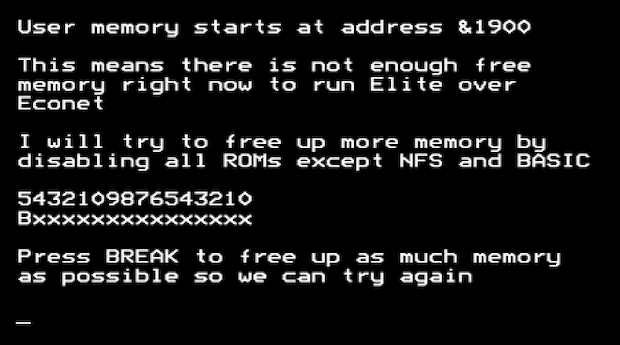 User memory starts at address &1900
This means there is not enough free
memory right now to run Elite over
Econet
I will try to free up more memory by
disabling all ROMs except NFS and BASIC
5432109876543210
Bxxxxxxxxxxxxxxx
Press BREAK to free up as much memory
as possible so we can try again
_